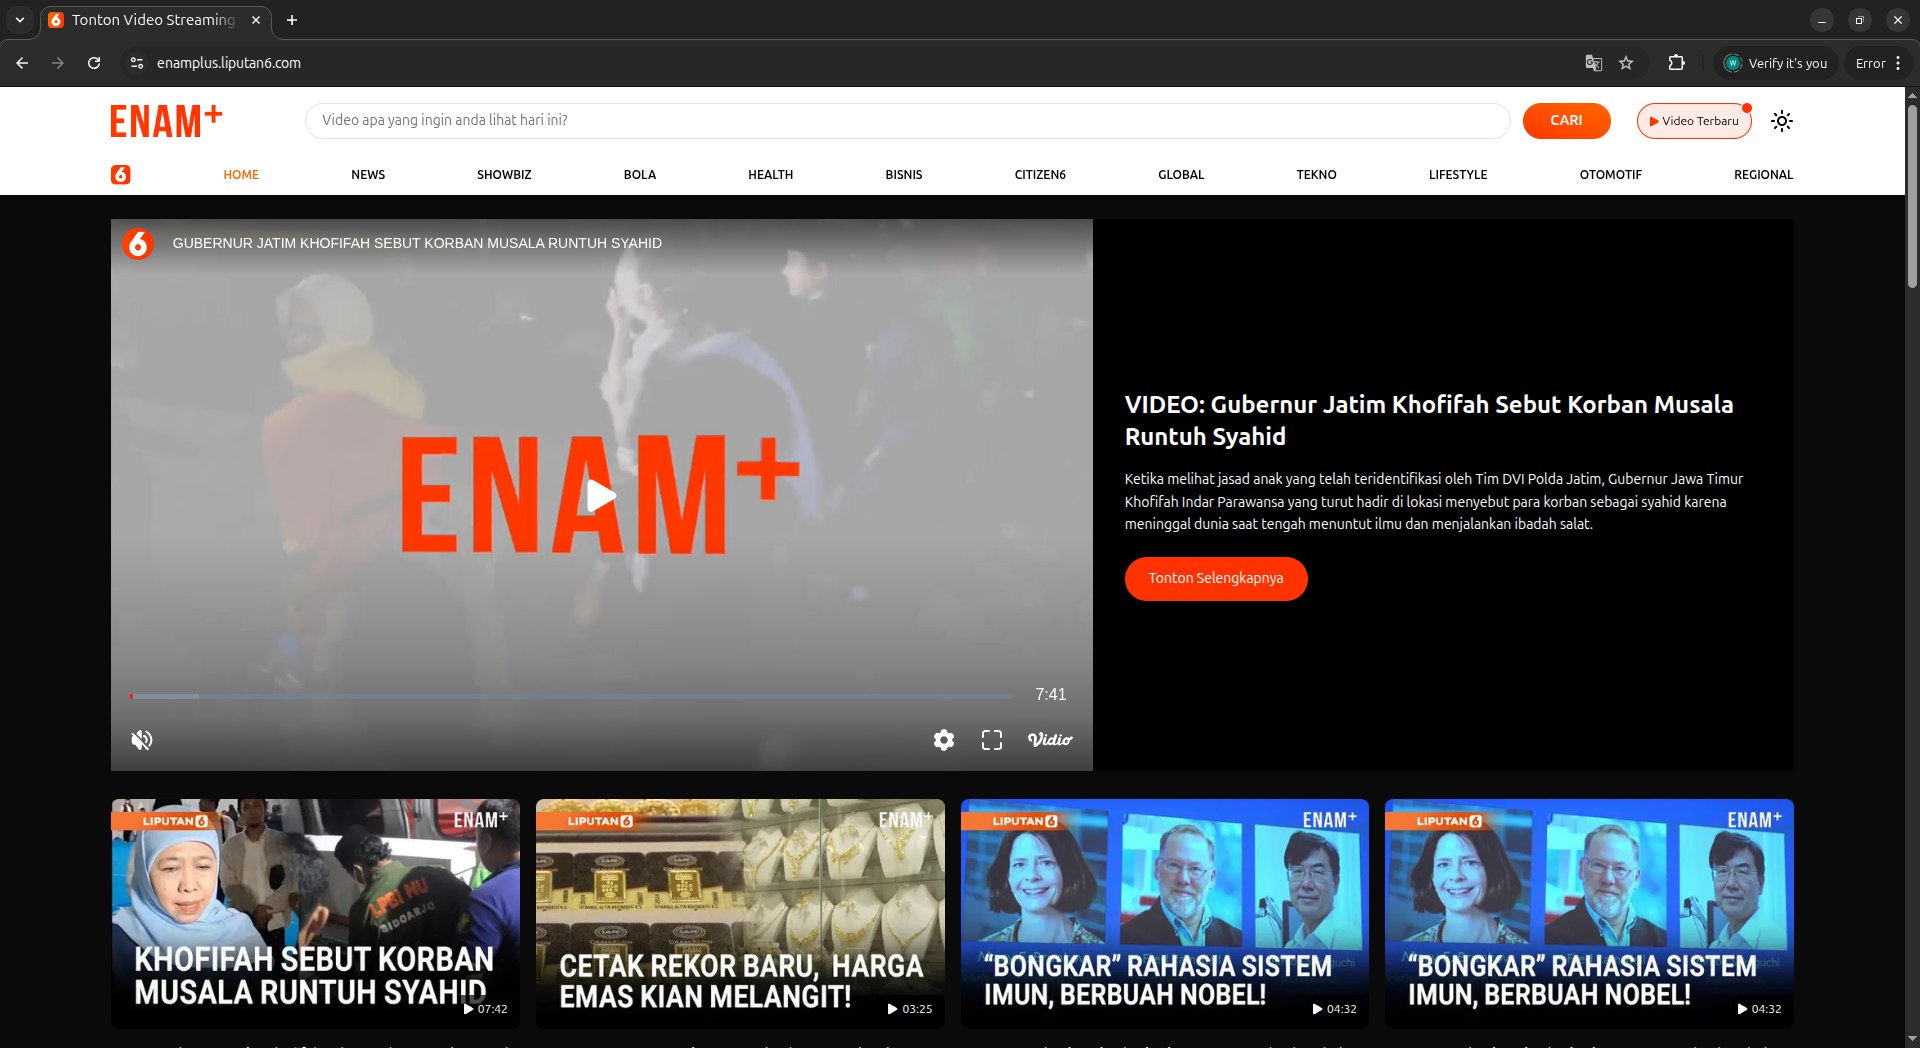 Tonton Video Streaming
enamplus.liputan6.com
Verify it's you
Error
ENAM+
Video apa yang ingin anda lihat hari ini?
CARI
Video Terbaru
6
HOME
NEWS
SHOWBIZ
BOLA
HEALTH
BISNIS
CITIZEN6
GLOBAL
TEKNO
LIFESTYLE
OTOMOTIF
REGIONAL
6
GUBERNUR JATIM KHOFIFAH SEBUT KORBAN MUSALA RUNTUH SYAHID
ENAM+
7:41
Vidio
VIDEO: Gubernur Jatim Khofifah Sebut Korban Musala
Runtuh Syahid
Ketika melihat jasad anak yang telah teridentifikasi oleh Tim DVI Polda Jatim, Gubernur Jawa Timur
Khofifah Indar Parawansa yang turut hadir di lokasi menyebut para korban sebagai syahid karena
meninggal dunia saat tengah menuntut ilmu dan menjalankan ibadah salat.
Tonton Selengkapnya
LIPUTAN6
ENAM+
LPBI NU
SIDOARJO
KHOFIFAH SEBUT KORBAN
MUSALA RUNTUH SYAHID
07:42
LIPUTAN6
ENAM+
CETAK REKOR BARU, HARGA
EMAS KIAN MELANGIT!
03:25
LIPUTAN6
ENAM+
“BONGKAR” RAHASIA SISTEM
IMUN, BERBUAH NOBEL!
04:32
LIPUTAN6
ENAM+
“BONGKAR” RAHASIA SISTEM
IMUN, BERBUAH NOBEL!
04:32